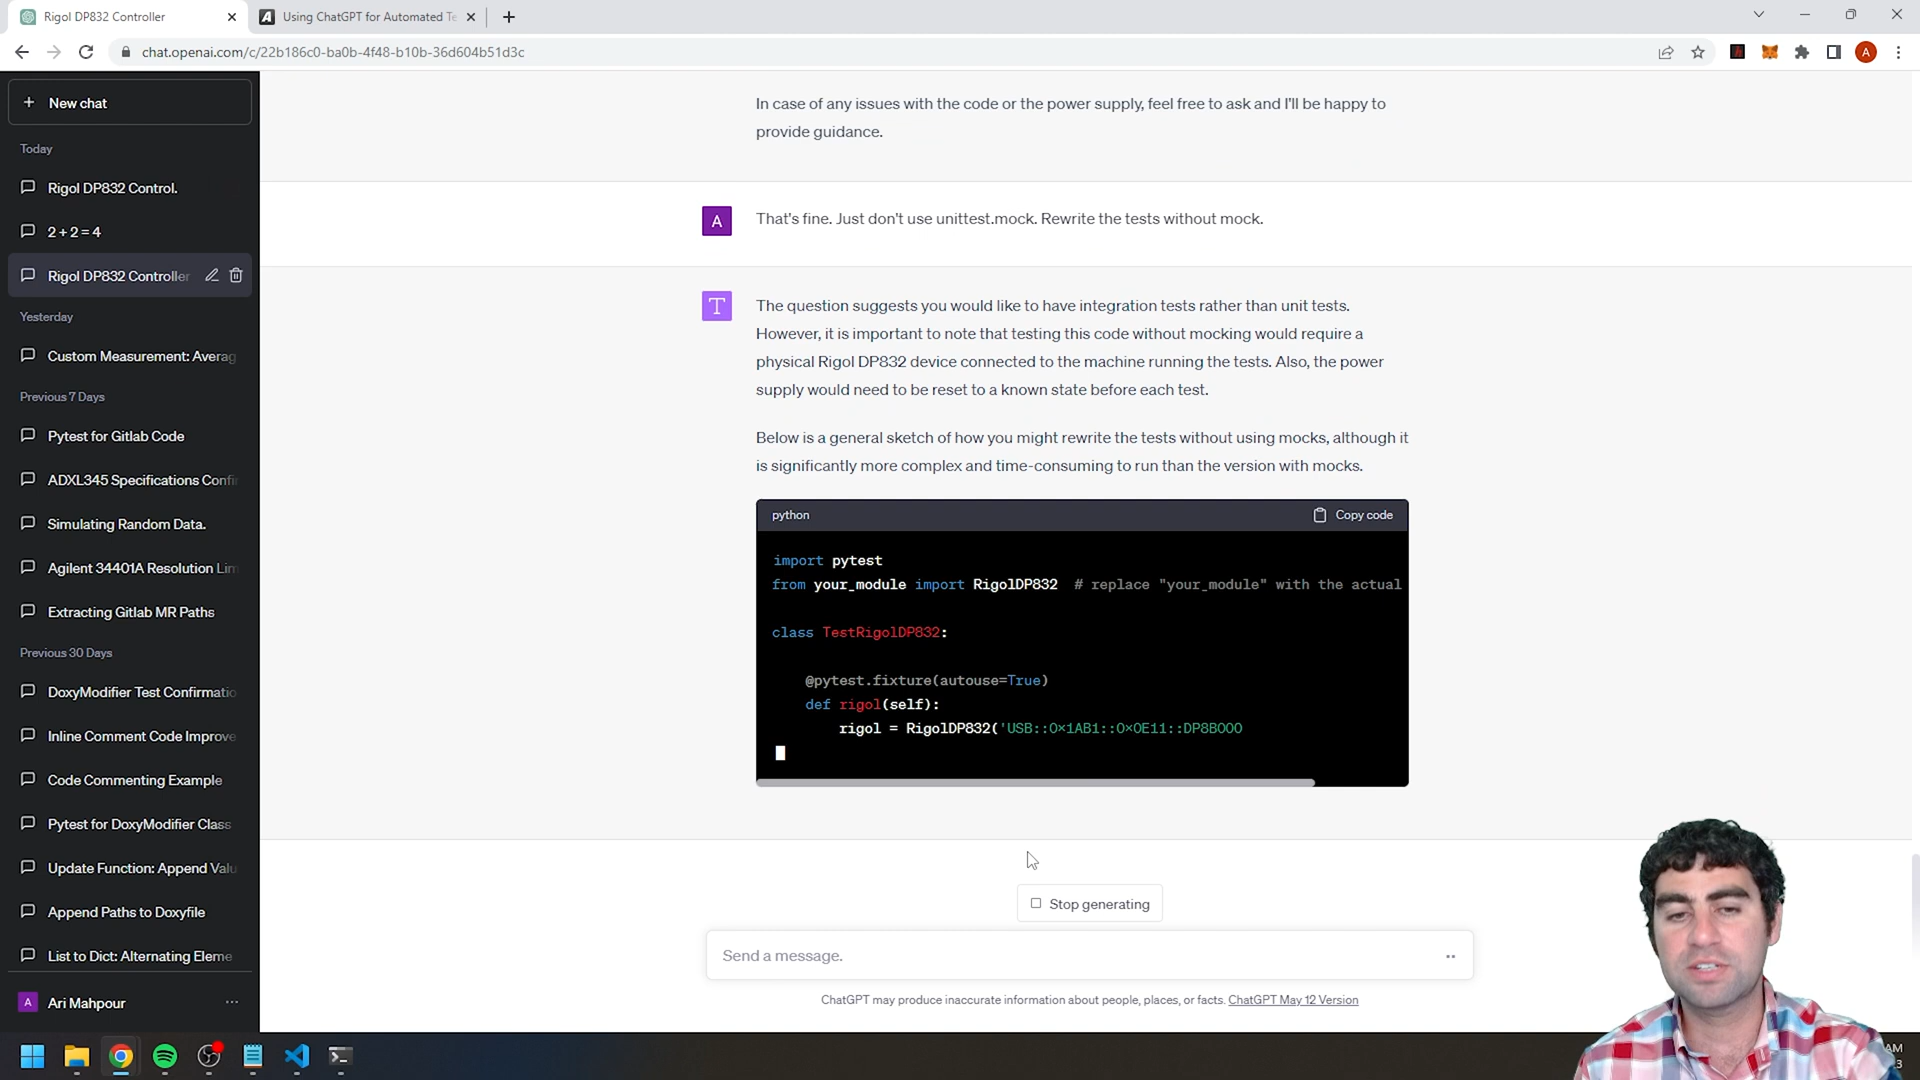 Rigol DP832 Controller
Using ChatGPT for Automated Te
chat.openai.com/c/22b186c0-ba0b-4f48-b10b-36d604b51d3c
A
New chat
Today
Rigol DP832 Control.
2 + 2 = 4
Rigol DP832 Controller
Yesterday
Custom Measurement: Averag
Previous 7 Days
Pytest for Gitlab Code
ADXL345 Specifications Confir
Simulating Random Data.
Agilent 34401A Resolution Lim
Extracting Gitlab MR Paths
Previous 30 Days
DoxyModifier Test Confirmatio
Inline Comment Code Improve
Code Commenting Example
Pytest for DoxyModifier Class
Update Function: Append Valu
Append Paths to Doxyfile
List to Dict: Alternating Eleme
A
Ari Mahpour
In case of any issues with the code or the power supply, feel free to ask and I'll be happy to
provide guidance.
A
That's fine. Just don't use unittest.mock. Rewrite the tests without mock.
T
The question suggests you would like to have integration tests rather than unit tests.
However, it is important to note that testing this code without mocking would require a
physical Rigol DP832 device connected to the machine running the tests. Also, the power
supply would need to be reset to a known state before each test.
Below is a general sketch of how you might rewrite the tests without using mocks, although it
is significantly more complex and time-consuming to run than the version with mocks.
python
Copy code
import pytest
from your_module import RigolDP832 # replace "your_module" with the actual
class TestRigolDP832:
@pytest.fixture(autouse=True)
def rigol(self):
rigol = RigolDP832('USB::0x1AB1::0x0E11::DP8B000
Stop generating
Send a message.
ChatGPT may produce inaccurate information about people, places, or facts. ChatGPT May 12 Version
AM
3